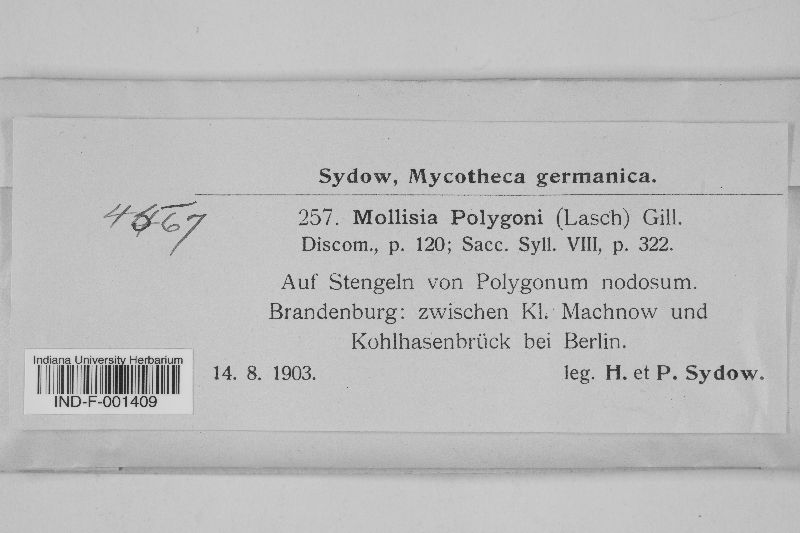 Sydow, Mycotheca germanica.
257. Mollisia Polygoni (Lasch) Gill.
Discom., p. 120; Sacc. Syll. VIII, p. 322.
Auf Stengeln von Polygonum nodosum.
Brandenburg: zwischen Kl. Machnow und
Kohlhasenbrück bei Berlin.
14. 8. 1903. leg. H. et P. Sydow.
Indiana University Herbarium
IND-F-001409